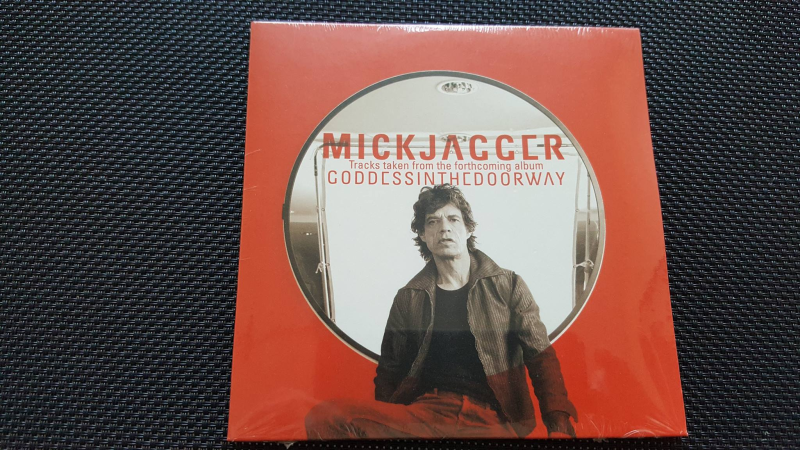 MICKJAGGER
Tracks taken from the forthcoming album
GODDESSINTHEDOORWAY